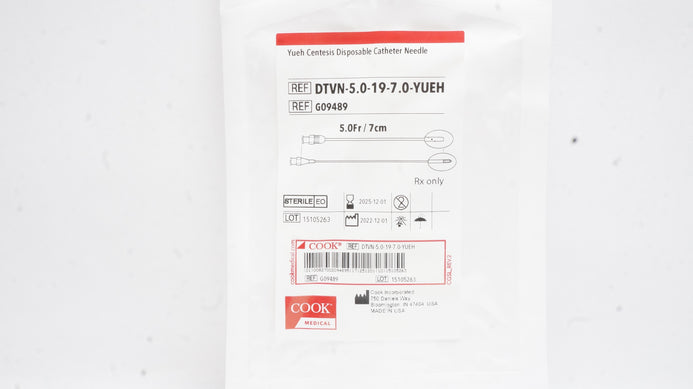 Yueh Centesis Disposable Catheter Needle
REF DTVN-5.0-19-7.0-YUEH
REF G09489
5.0Fr / 7cm
Rx only
STERILE EO 2025-12-01
LOT 15105263 2022-12-01
COOK® REF DTVN-5.0-19-7.0-YUEH
REF G09489 LOT 15105263
cookmedical.com
COOK
MEDICAL
Cook Incorporated
750 Daniels Way
Bloomington, IN 47404 U.S.A.
MADE IN U.S.A.